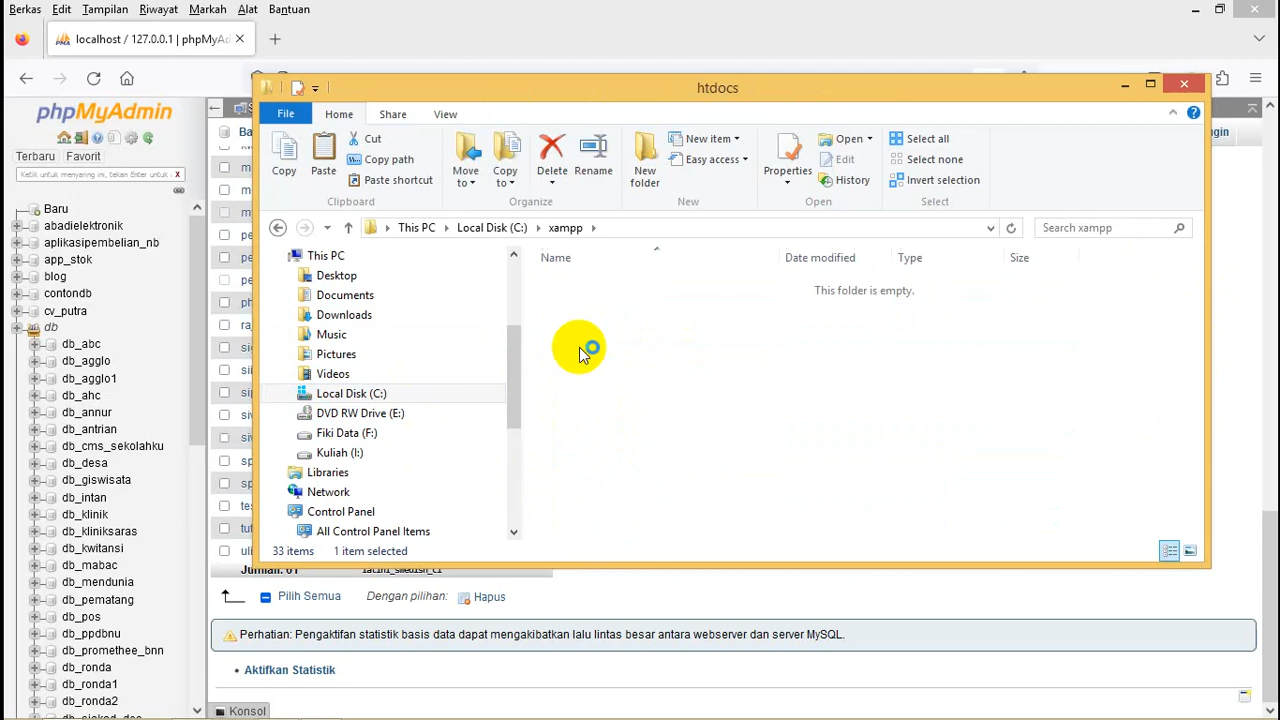 Berkas Edit Tampilan Riwayat Markah Alat Bantuan
localhost / 127.0.0.1 | phpMyAd
htdocs
phpMyAdmin
File Home Share View
Terbaru Favorit
Ketik untuk menyaring ini, tekan Enter untuk X
Copy Paste Cut Copy path Paste shortcut
Move to Copy to Delete Rename
New folder New item Easy access
Properties Open Edit History
Select all Select none Invert selection
Clipboard Organize New Open Select
This PC Local Disk (C:) xampp
Search xampp
Name Date modified Type Size
This folder is empty.
This PC
Desktop
Documents
Downloads
Music
Pictures
Videos
Local Disk (C:)
DVD RW Drive (E:)
Fiki Data (F:)
Kuliah (I:)
Libraries
Network
Control Panel
All Control Panel Items
33 items 1 item selected
Baru
abadielektronik
aplikasipembelian_nb
app_stok
blog
contondb
cv_putra
db
db_abc
db_agglo
db_agglo1
db_ahc
db_annur
db_antrian
db_cms_sekolahku
db_desa
db_giswisata
db_intan
db_klinik
db_kliniksaras
db_kwitansi
db_mabac
db_mendunia
db_pematang
db_pos
db_ppdbnu
db_promethee_bnn
db_ronda
db_ronda1
db_ronda2
Pilih Semua Dengan pilihan: Hapus
Perhatian: Pengaktifan statistik basis data dapat mengakibatkan lalu lintas besar antara webserver dan server MySQL.
Aktifkan Statistik
Konsol